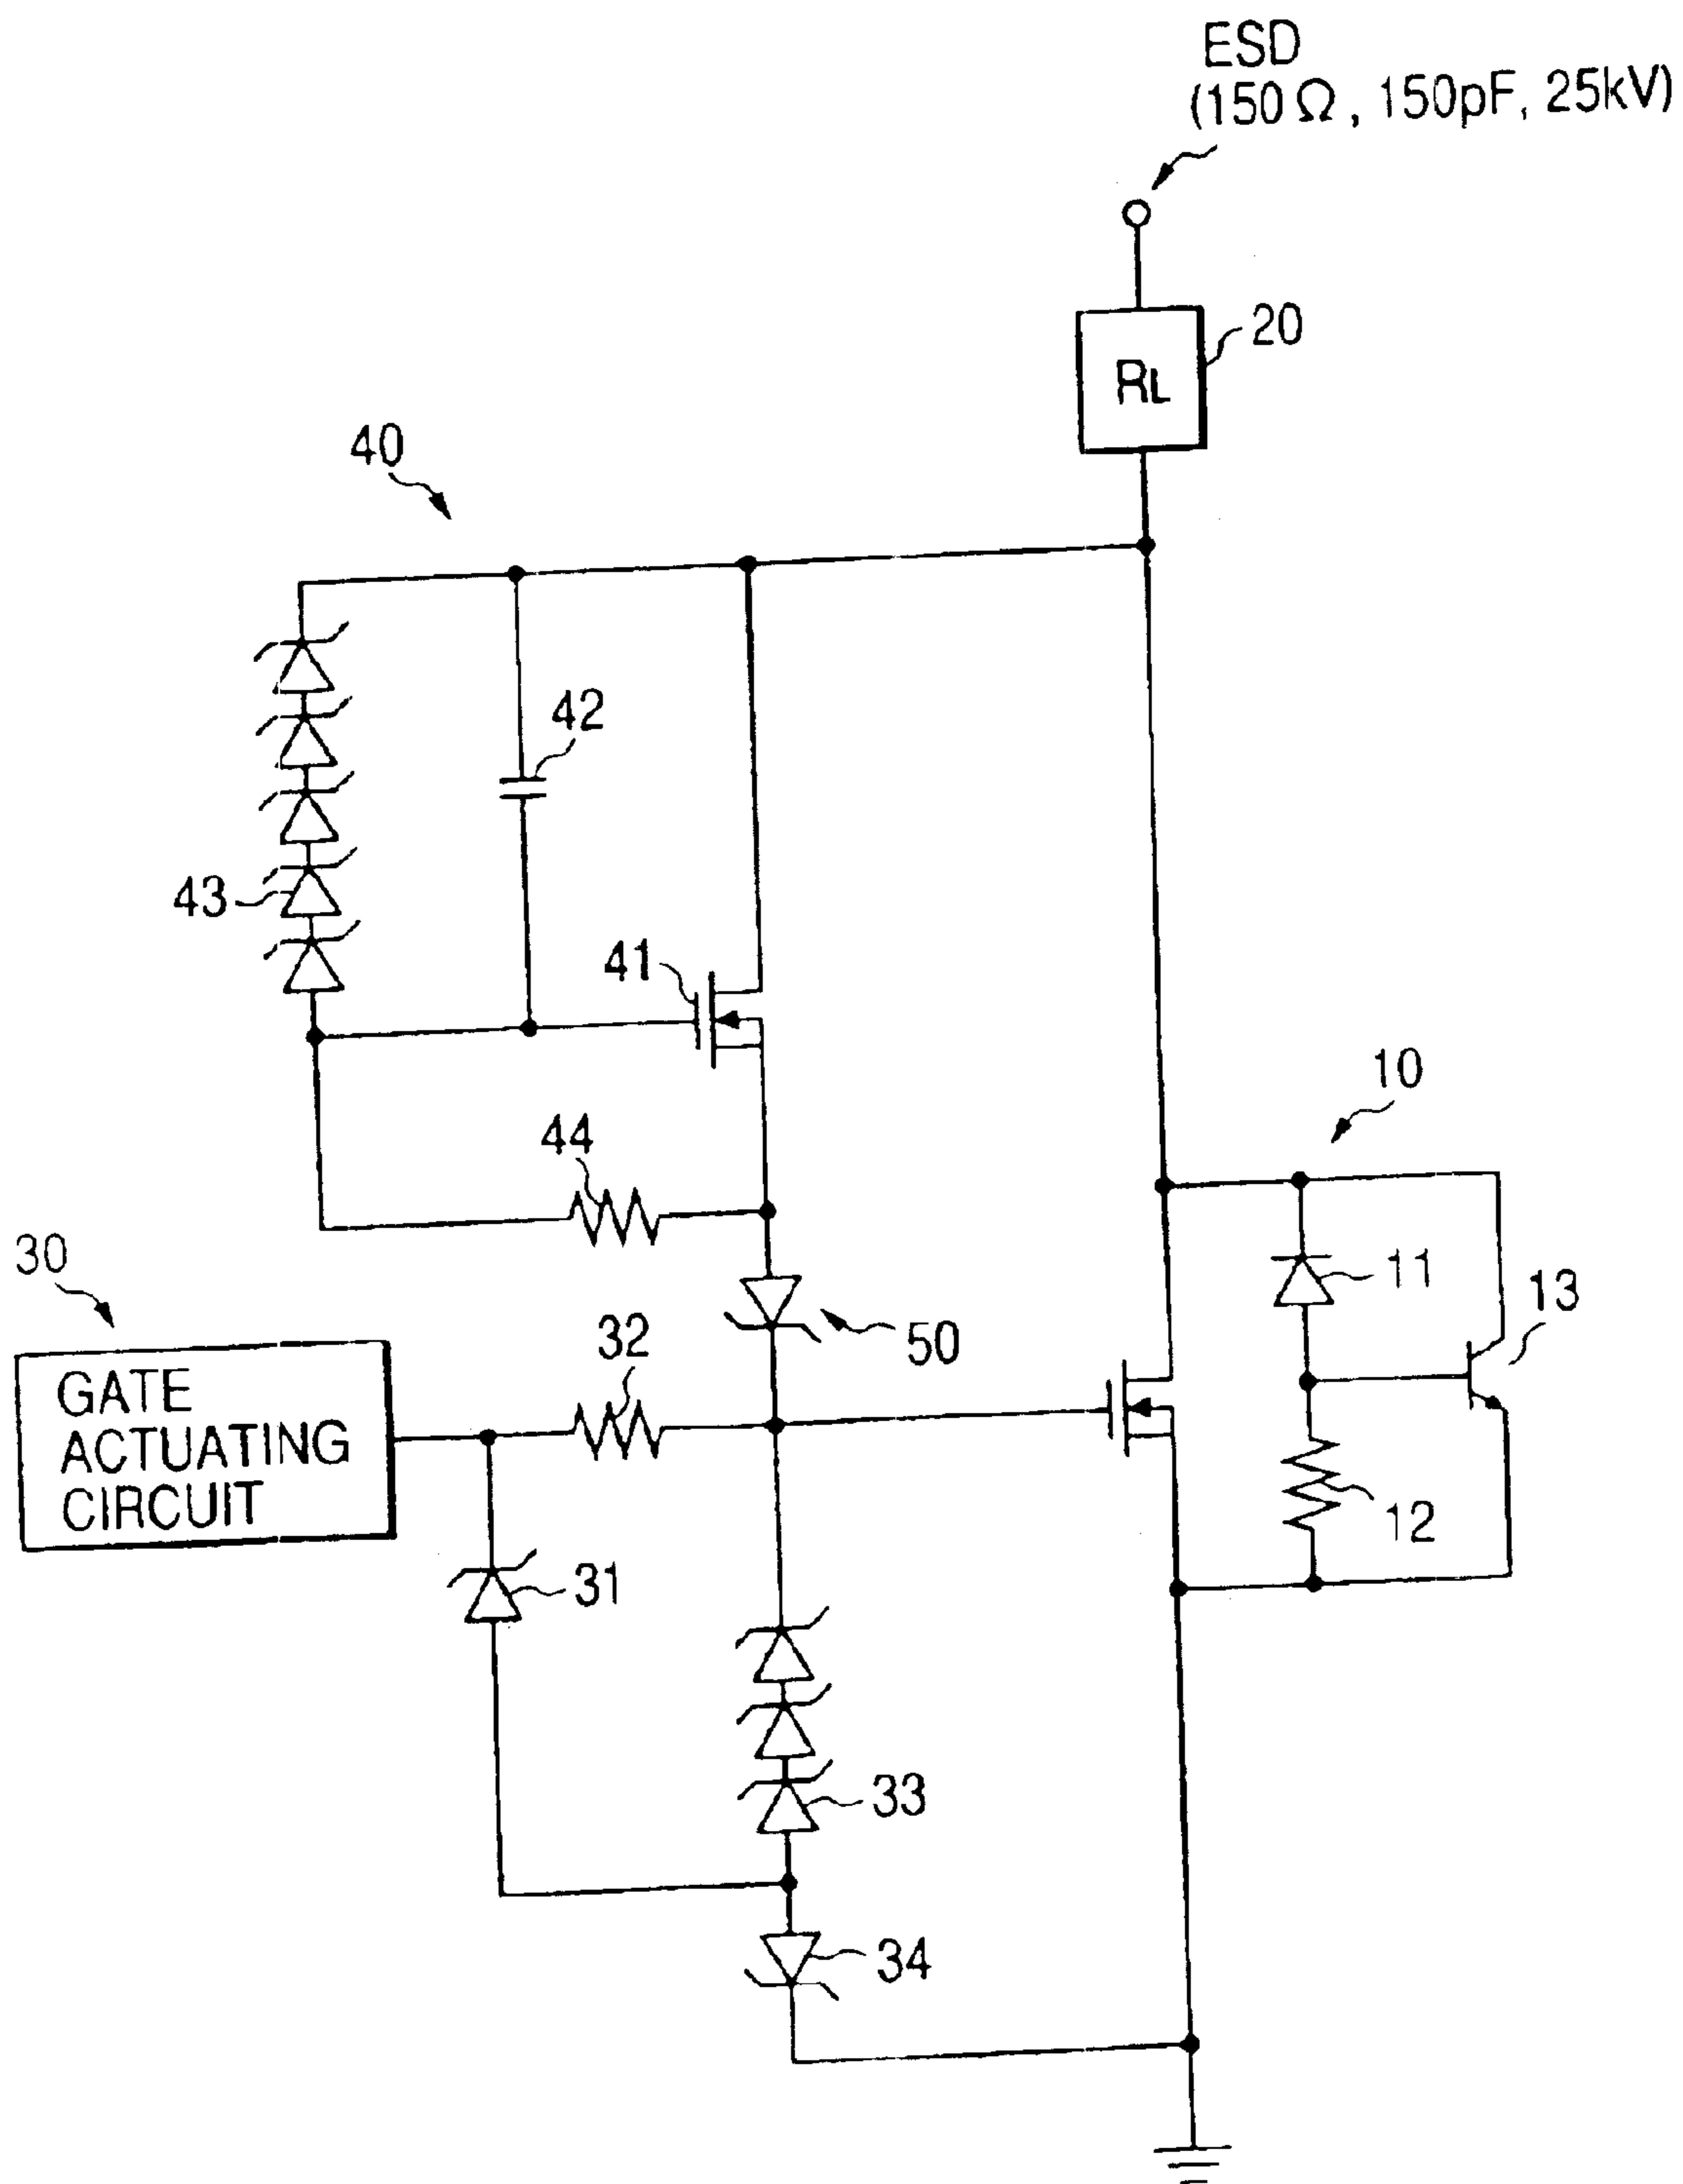 ESD
(150Ω, 150pF, 25kV)
20
RL
40
42
43
41
10
44
11
13
30
32
50
GATE
ACTUATING
CIRCUIT
12
31
33
34